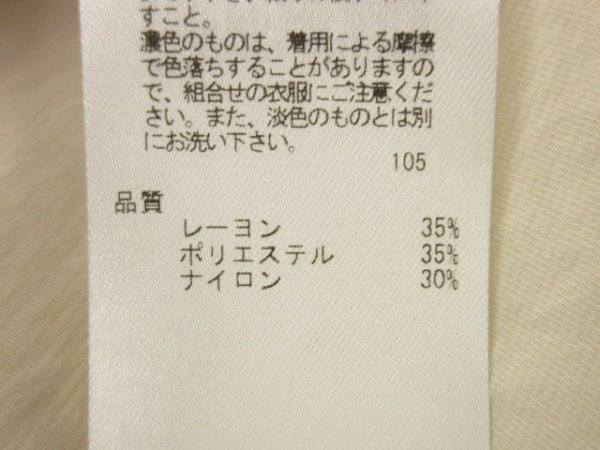 すこと。
濃色のものは、着用による摩擦
で色落ちすることがありますの
で、組合せの衣服にご注意くだ
さい。また、淡色のものとは別
にお洗い下さい。
105
品質
レーヨン 35%
ポリエステル 35%
ナイロン 30%